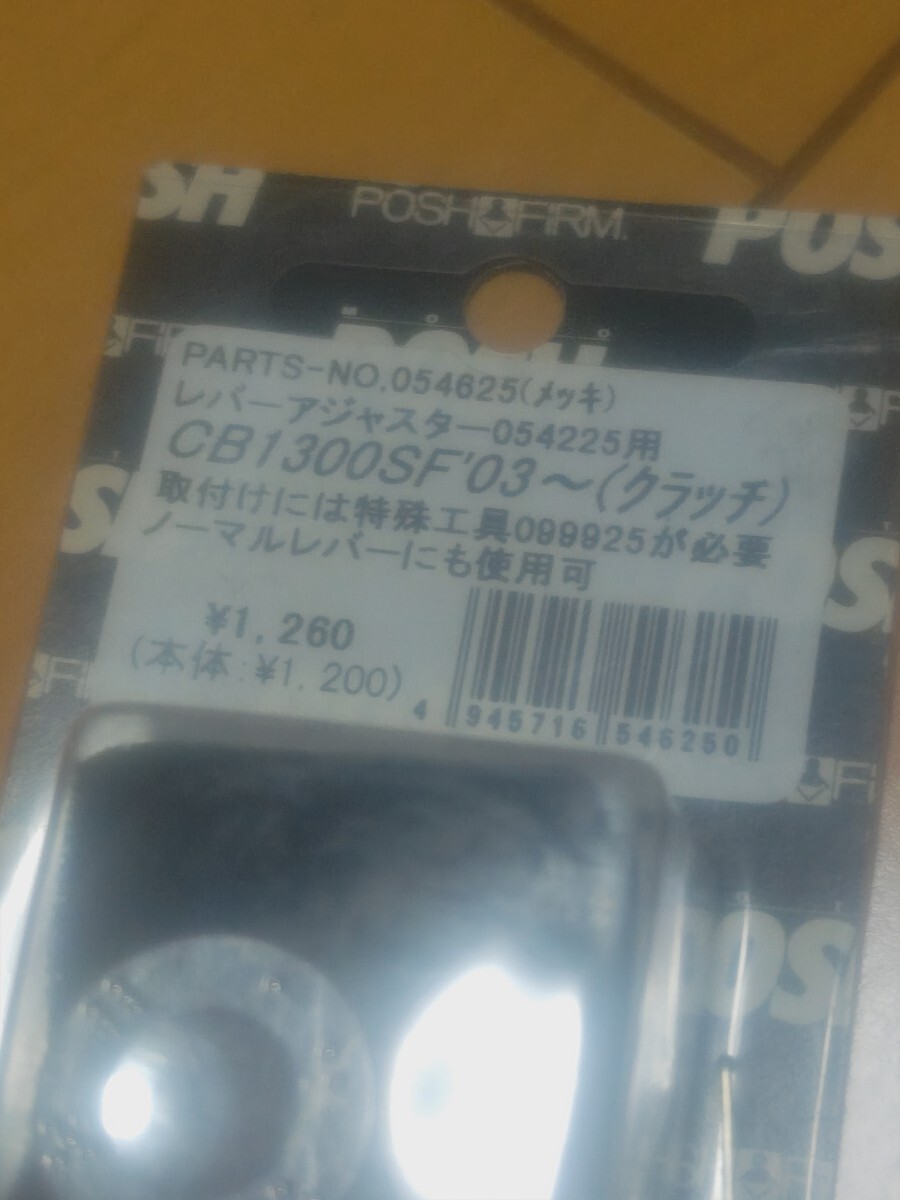 SH
POSH FIRM.
POS
PARTS-NO.054625(メッキ)
レバーアジャスター054225用
CB1300SF'03～(クラッチ)
取付けには特殊工具099925が必要
ノーマルレバーにも使用可
¥1,260
(本体:¥1,200)
4 945716 546250